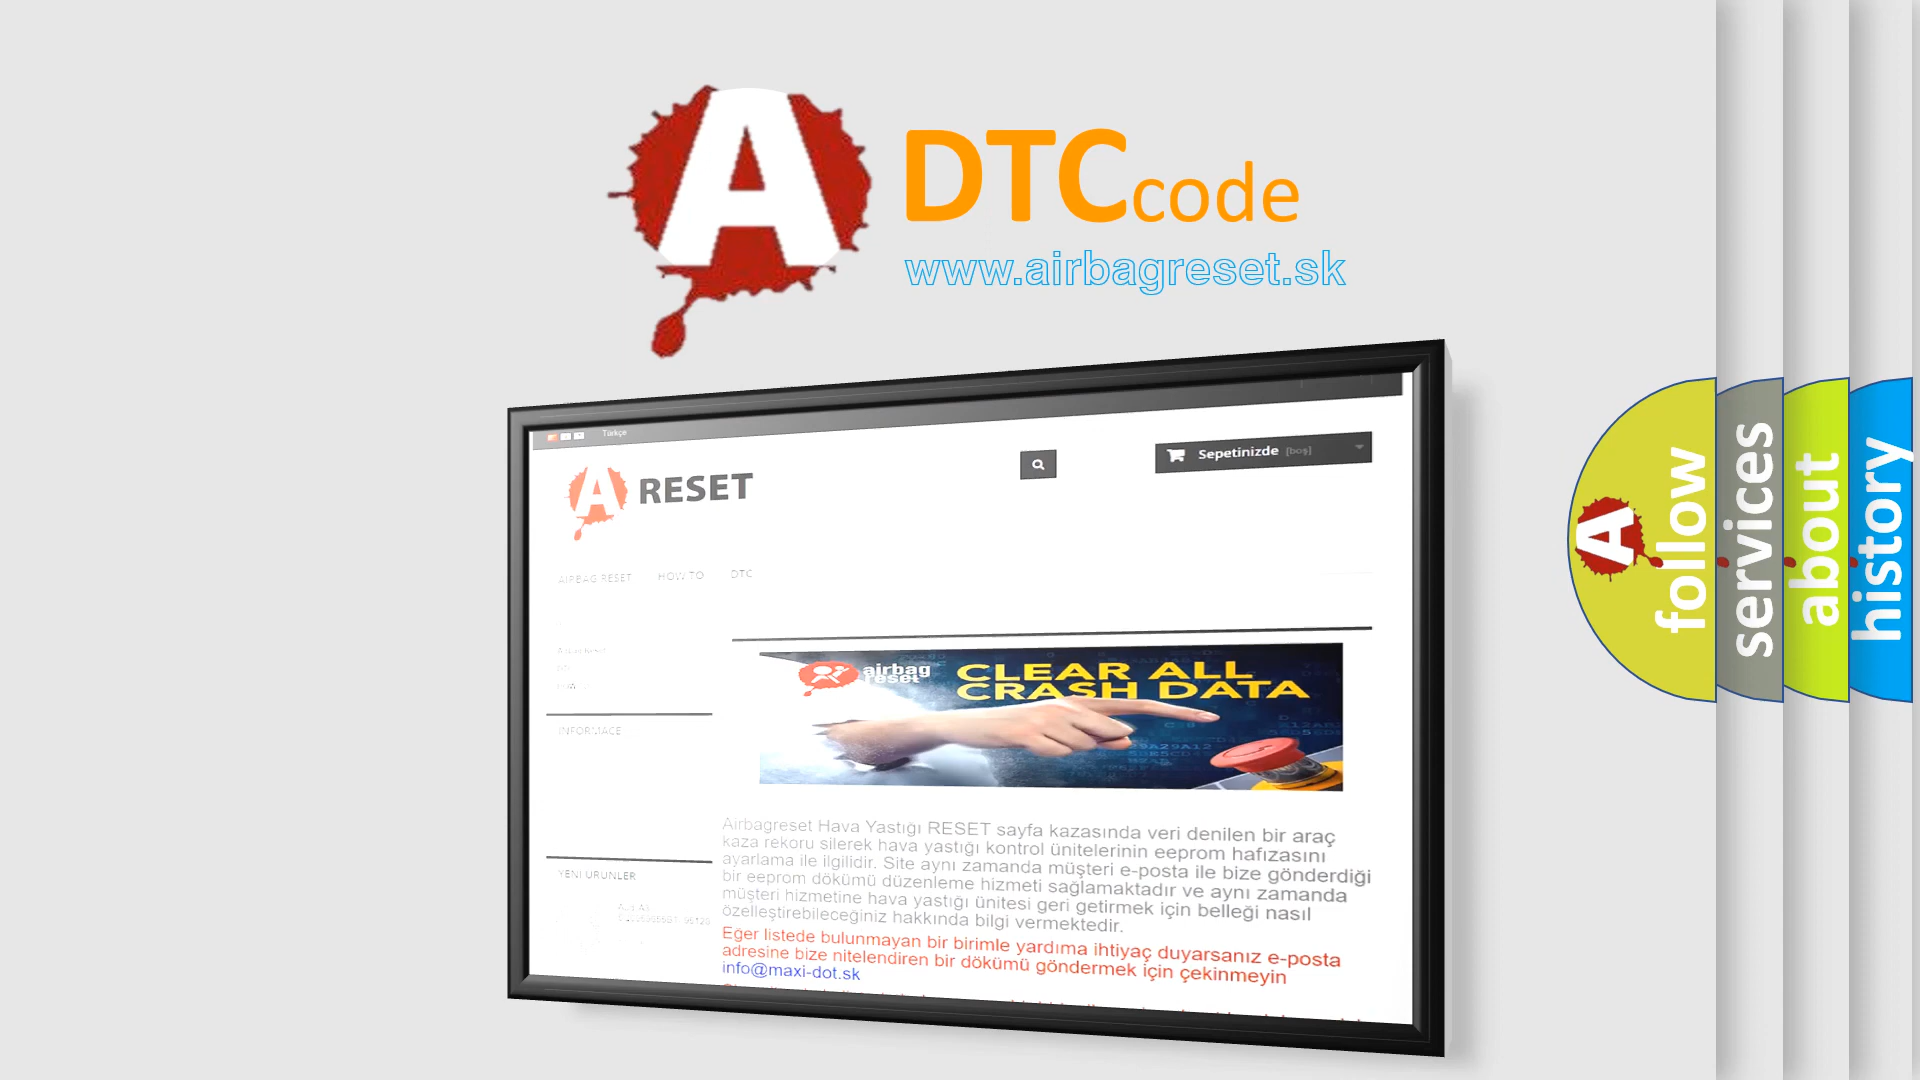 A
DTCcode
www.airbagreset.sk
Türkçe
A RESET
Sepetinizde [boş]
AIRBAG RESET HOW TO DTC
INFORMACE
YENI URUNLER
airbag
reset
CLEAR ALL
CRASH DATA
Airbagreset Hava Yastığı RESET sayfa kazasında veri denilen bir araç
kaza rekoru silerek hava yastığı kontrol ünitelerinin eeprom hafızasını
ayarlama ile ilgilidir. Site aynı zamanda müşteri e-posta ile bize gönderdiği
bir eeprom dökümü düzenleme hizmeti sağlamaktadır ve aynı zamanda
müşteri hizmetine hava yastığı ünitesi geri getirmek için belleği nasıl
özelleştirebileceğiniz hakkında bilgi vermektedir.
Eğer listede bulunmayan bir birimle yardıma ihtiyaç duyarsanız e-posta
adresine bize nitelendiren bir dökümü göndermek için çekinmeyin
info@maxi-dot.sk
A
follow
services
about
history